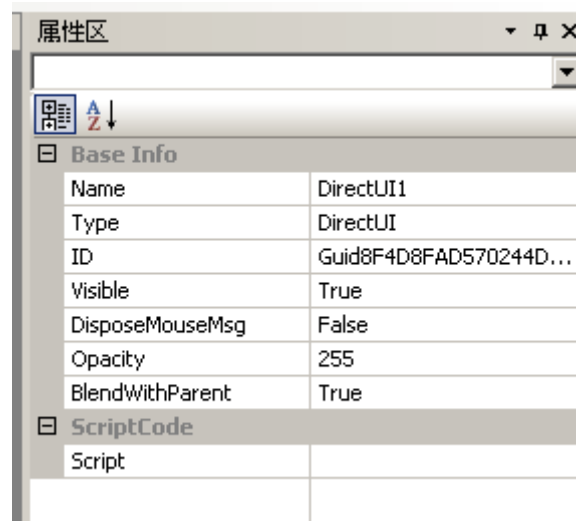 属性区
Base Info
Name DirectUI1
Type DirectUI
ID Guid8F4D8FAD570244D...
Visible True
DisposeMouseMsg False
Opacity 255
BlendWithParent True
ScriptCode
Script